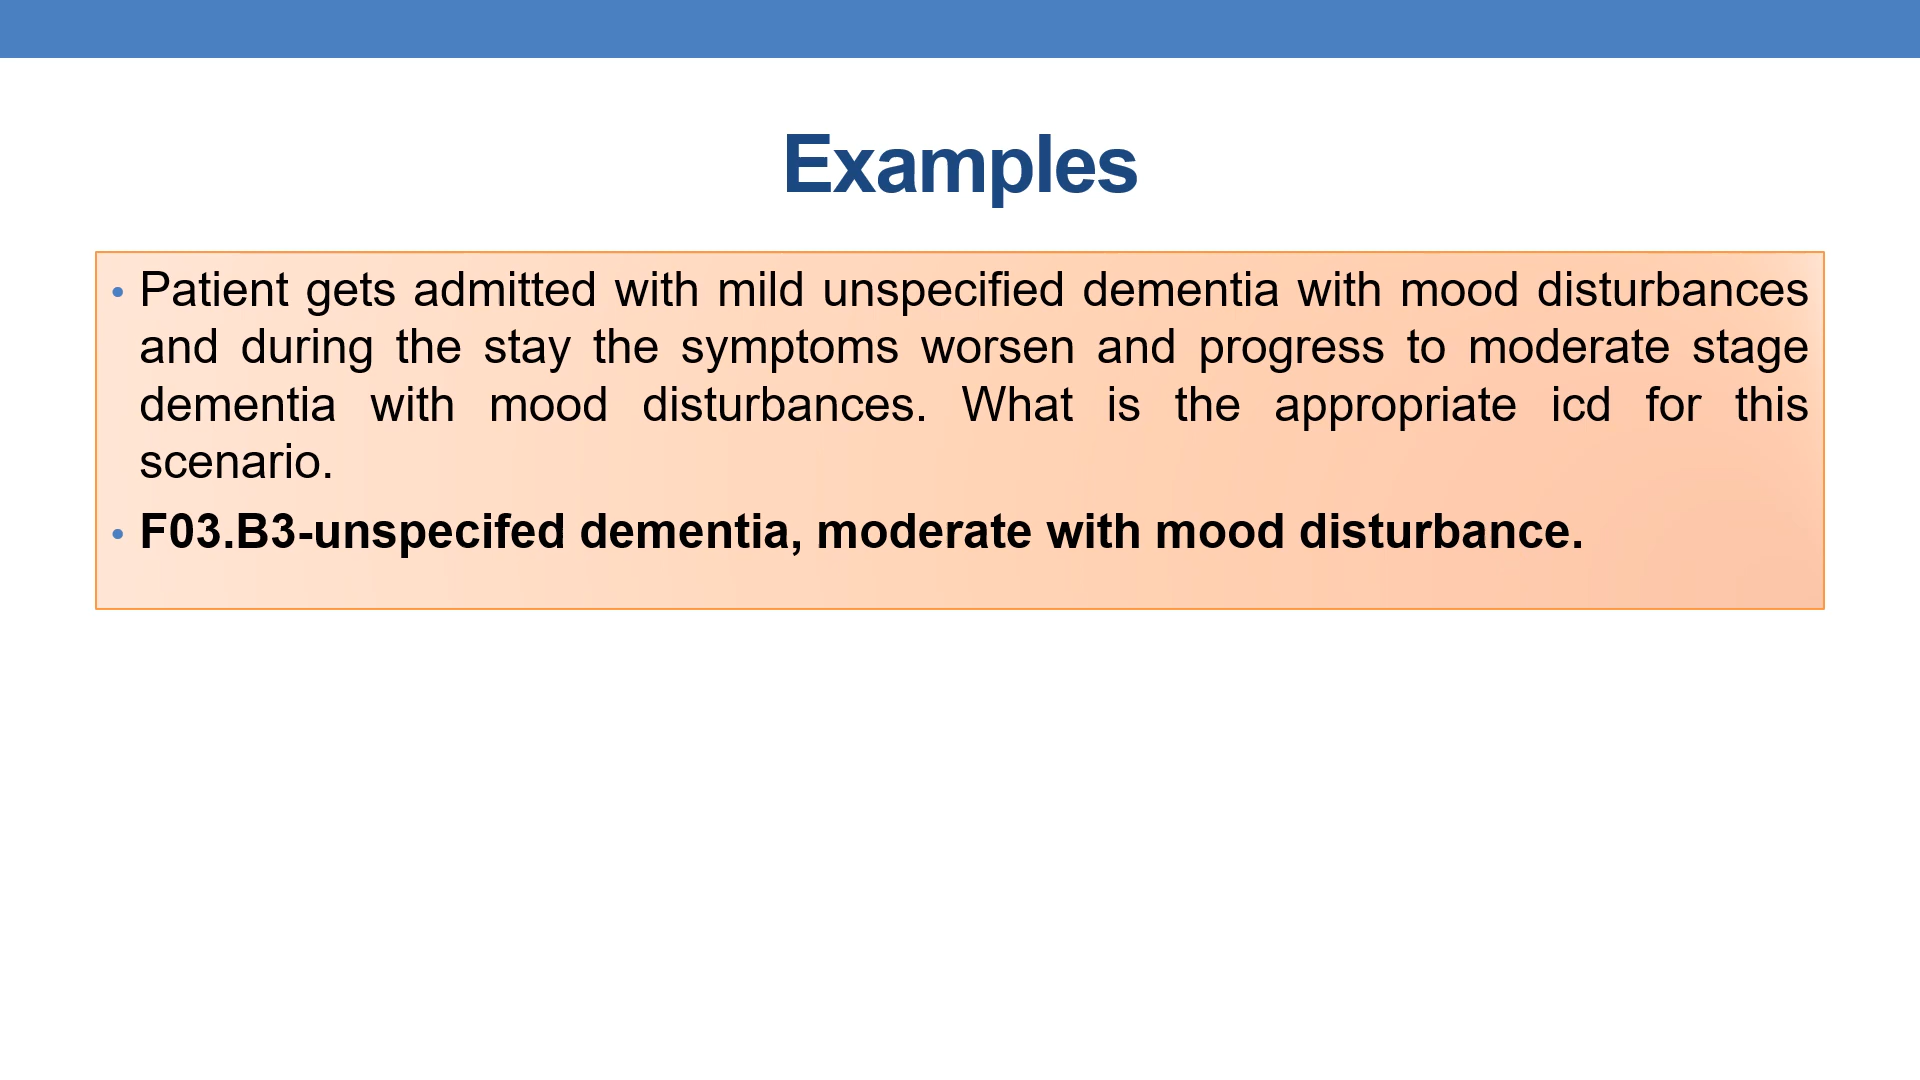 Examples
• Patient gets admitted with mild unspecified dementia with mood disturbances
and during the stay the symptoms worsen and progress to moderate stage
dementia with mood disturbances. What is the appropriate icd for this
scenario.
• F03.B3-unspecifed dementia, moderate with mood disturbance.